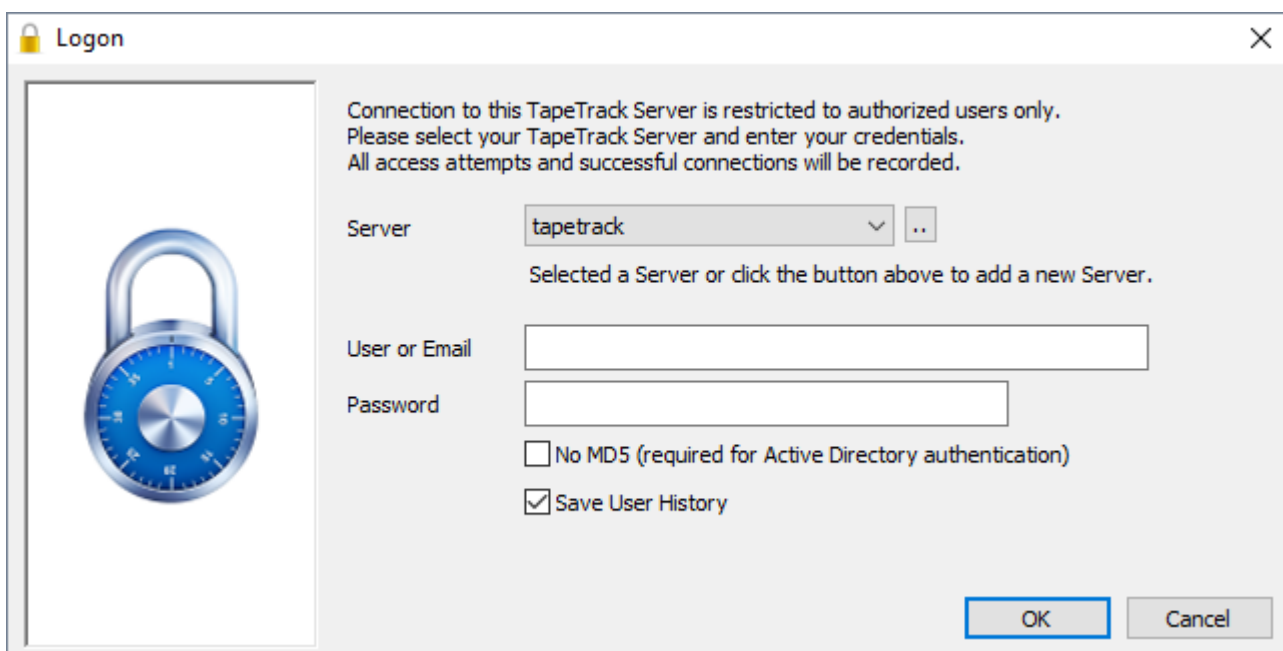 Logon
Connection to this TapeTrack Server is restricted to authorized users only.
Please select your TapeTrack Server and enter your credentials.
All access attempts and successful connections will be recorded.
Server
tapetrack
..
Selected a Server or click the button above to add a new Server.
User or Email
Password
No MD5 (required for Active Directory authentication)
Save User History
OK
Cancel